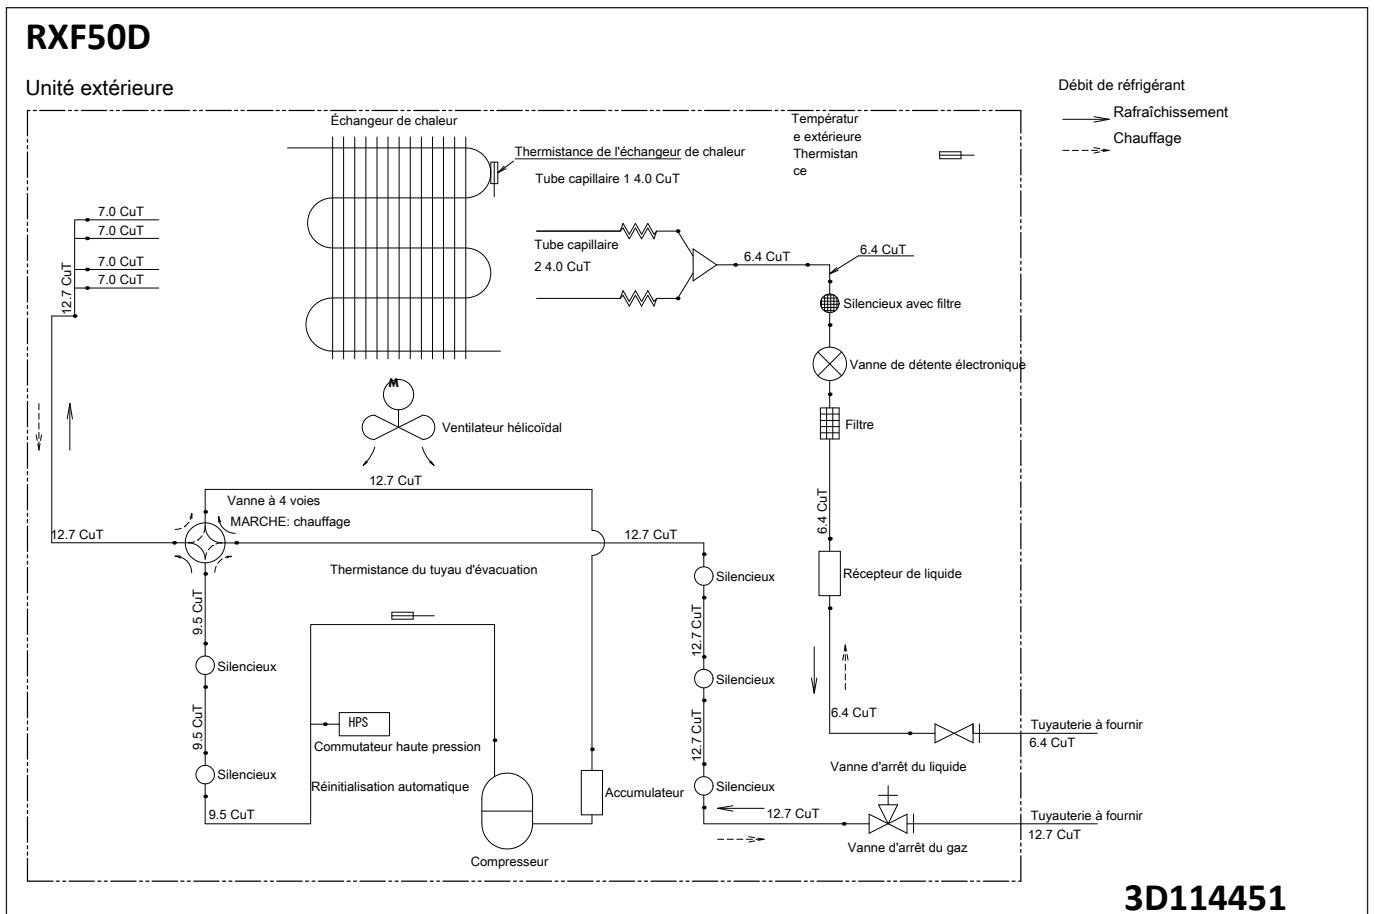 RXF50D
Unité extérieure
Débit de réfrigérant
Rafraîchissement
Chauffage
Échangeur de chaleur
Températur
e extérieure
Thermistan
ce
Thermistance de l'échangeur de chaleur
Tube capillaire 1 4.0 CuT
7.0 CuT
7.0 CuT
7.0 CuT
7.0 CuT
12.7 CuT
Tube capillaire
2 4.0 CuT
6.4 CuT
6.4 CuT
Silencieux avec filtre
Vanne de détente électronique
Filtre
M
Ventilateur hélicoïdal
12.7 CuT
Vanne à 4 voies
MARCHE: chauffage
12.7 CuT
12.7 CuT
6.4 CuT
Thermistance du tuyau d'évacuation
Silencieux
Récepteur de liquide
9.5 CuT
12.7 CuT
Silencieux
Silencieux
9.5 CuT
HPS
Commutateur haute pression
12.7 CuT
6.4 CuT
Tuyauterie à fournir
6.4 CuT
Silencieux
Réinitialisation automatique
Accumulateur
Silencieux
Vanne d'arrêt du liquide
9.5 CuT
12.7 CuT
Tuyauterie à fournir
12.7 CuT
Compresseur
Vanne d'arrêt du gaz
3D114451